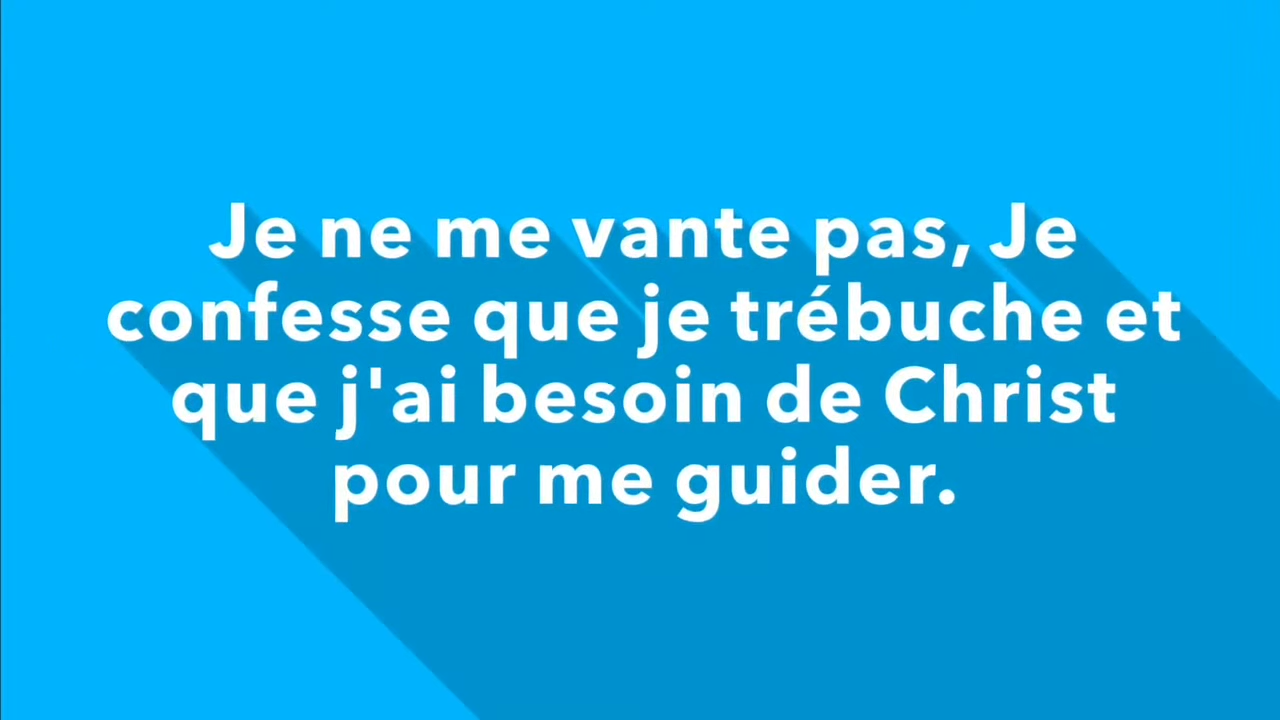 Je ne me vante pas, Je
confesse que je trébuche et
que j'ai besoin de Christ
pour me guider.